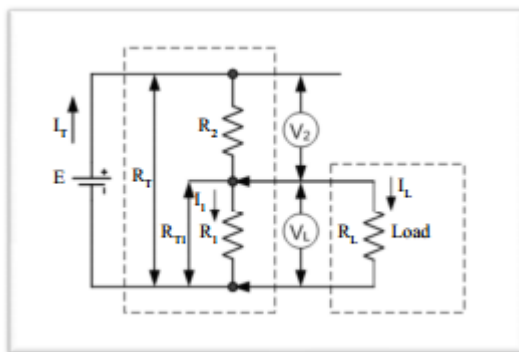 I_T
E
+
-
R_T
R_2
V_2
I_1
R_T1
R_1
V_L
I_L
R_L Load